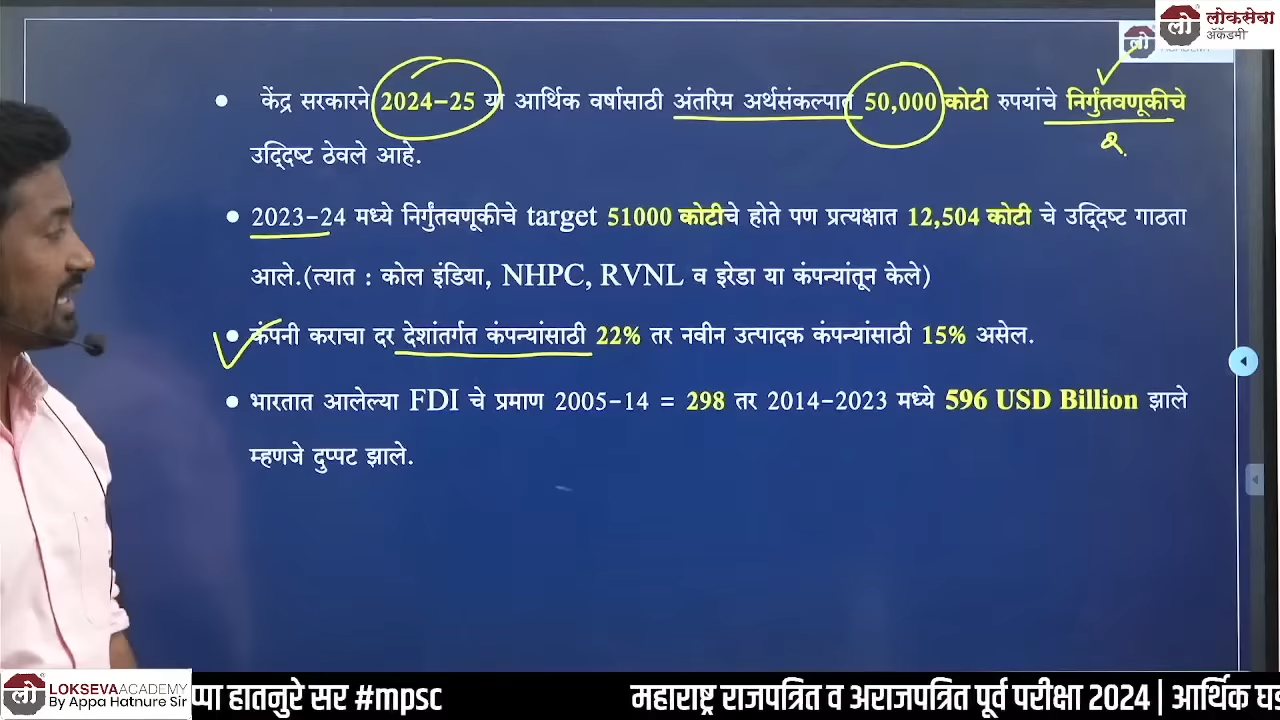 लो लोकसेवा
अ‍ॅकॅडमी
• केंद्र सरकारने 2024-25 या आर्थिक वर्षासाठी अंतरिम अर्थसंकल्पात 50,000 कोटी रुपयांचे निर्गुंतवणूकीचे
उद्दिष्ट ठेवले आहे.
• 2023-24 मध्ये निर्गुंतवणूकीचे target 51000 कोटीचे होते पण प्रत्यक्षात 12,504 कोटी चे उद्दिष्ट गाठता
आले.(त्यात : कोल इंडिया, NHPC, RVNL व इरेडा या कंपन्यांतून केले)
• कंपनी कराचा दर देशांतर्गत कंपन्यांसाठी 22% तर नवीन उत्पादक कंपन्यांसाठी 15% असेल.
• भारतात आलेल्या FDI चे प्रमाण 2005-14 = 298 तर 2014-2023 मध्ये 596 USD Billion झाले
म्हणजे दुप्पट झाले.
लो LOKSEVA ACADEMY
By Appa Hatnure Sir
प्पा हातनुरे सर #mpsc महाराष्ट्र राजपत्रित व अराजपत्रित पूर्व परीक्षा 2024 | आर्थिक